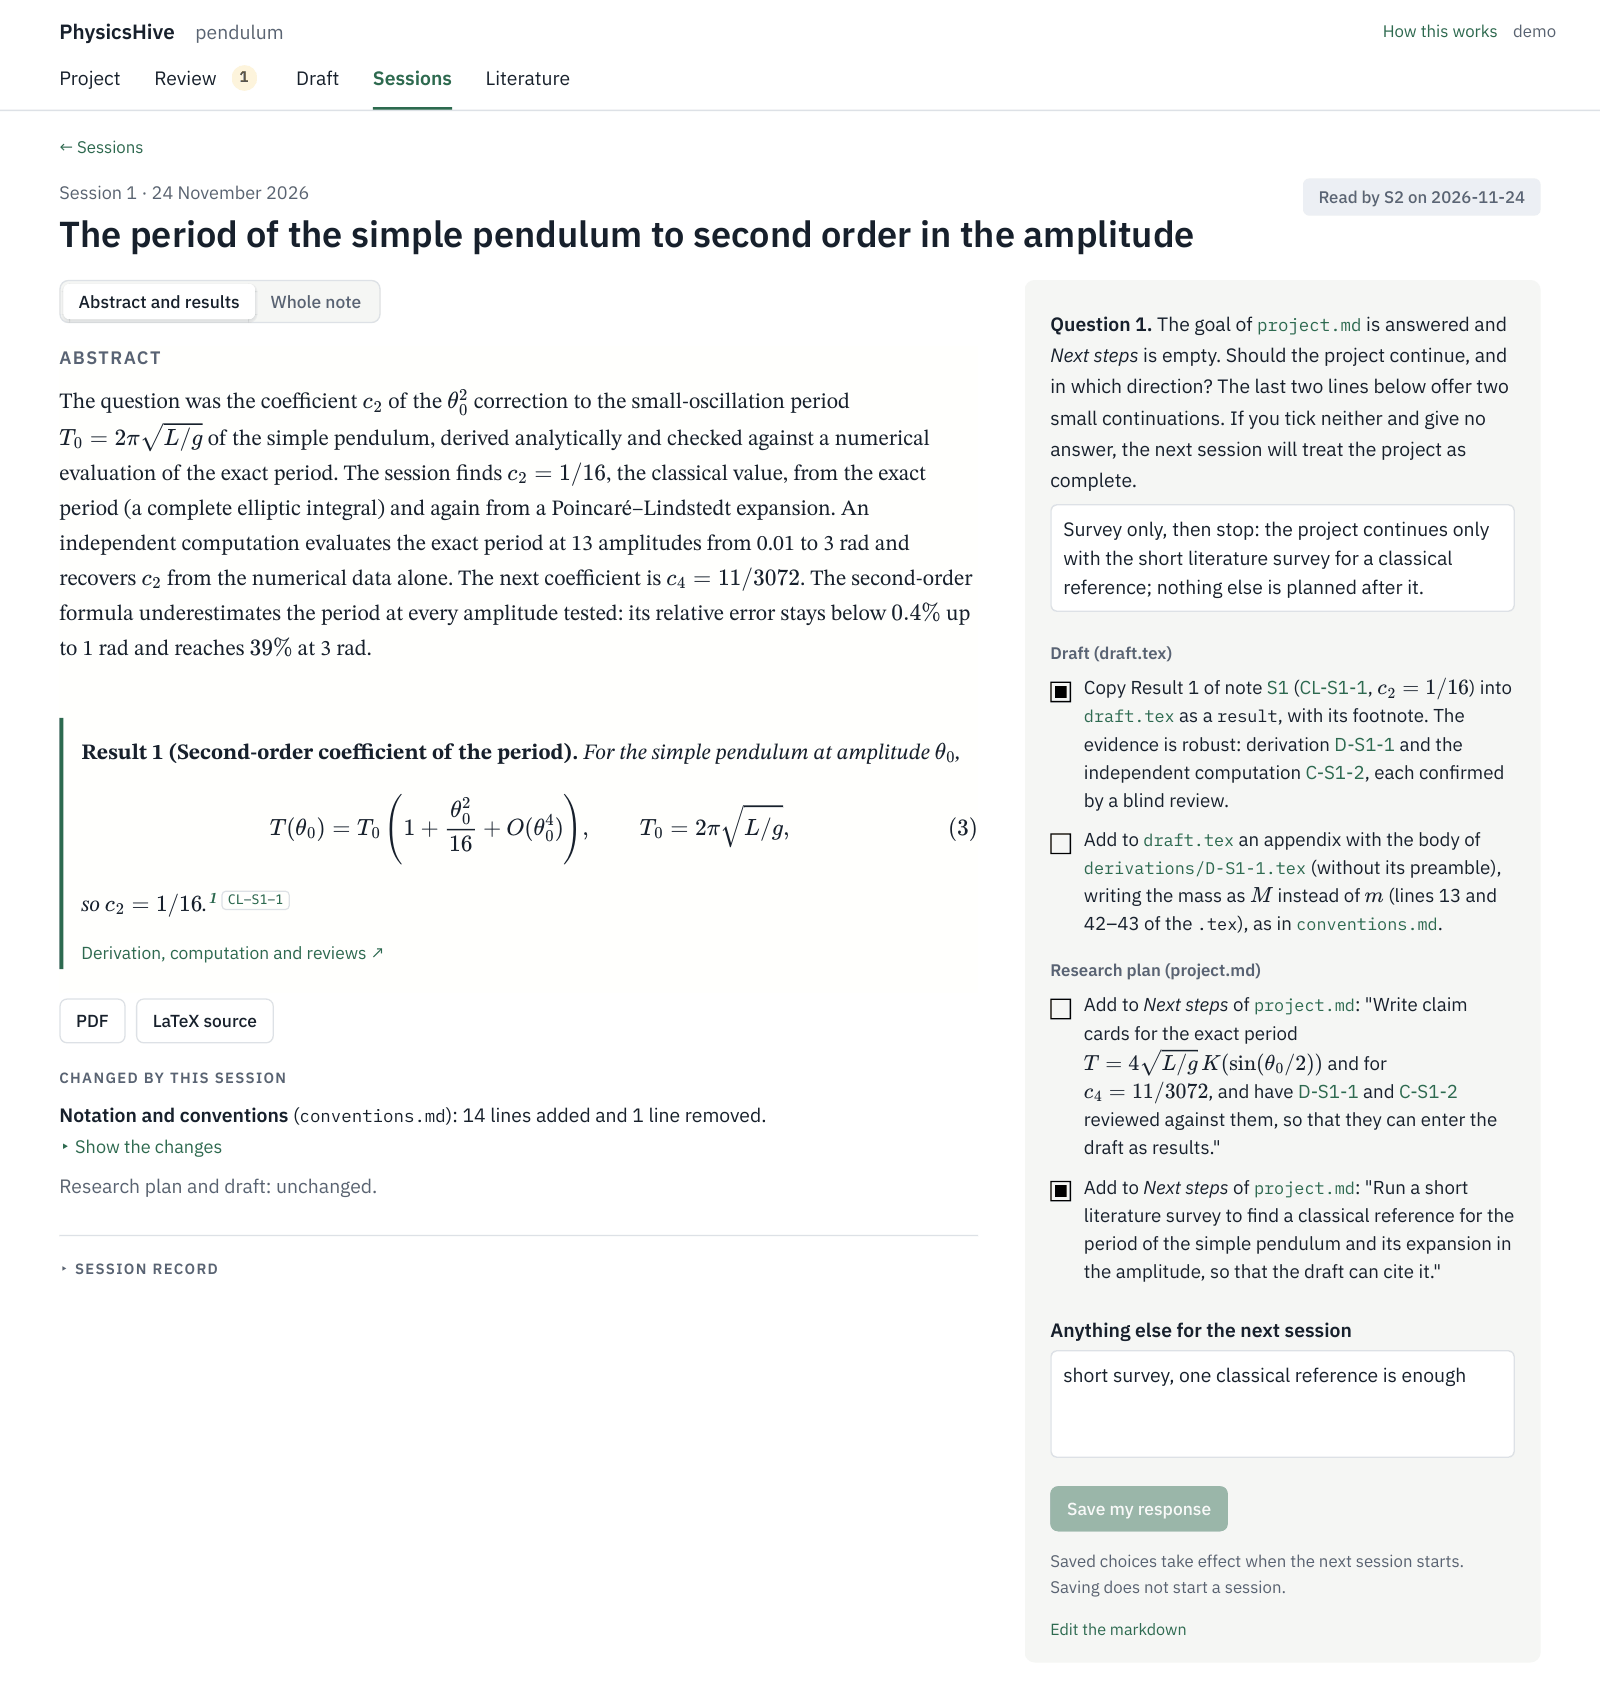 PhysicsHive pendulum
How this works demo
Project Review 1 Draft Sessions Literature
← Sessions
Session 1 · 24 November 2026
Read by S2 on 2026-11-24
The period of the simple pendulum to second order in the amplitude
Abstract and results Whole note
ABSTRACT
The question was the coefficient c₂ of the θ₀² correction to the small-oscillation period
T₀ = 2π√(L/g) of the simple pendulum, derived analytically and checked against a numerical
evaluation of the exact period. The session finds c₂ = 1/16, the classical value, from the exact
period (a complete elliptic integral) and again from a Poincaré–Lindstedt expansion. An
independent computation evaluates the exact period at 13 amplitudes from 0.01 to 3 rad and
recovers c₂ from the numerical data alone. The next coefficient is c₄ = 11/3072. The second-order
formula underestimates the period at every amplitude tested: its relative error stays below 0.4% up
to 1 rad and reaches 39% at 3 rad.
Result 1 (Second-order coefficient of the period). For the simple pendulum at amplitude θ₀,
T(θ₀) = T₀ (1 + θ₀²/16 + O(θ₀⁴)), T₀ = 2π√(L/g), (3)
so c₂ = 1/16. ¹ CL-S1-1
Derivation, computation and reviews ↗
PDF LaTeX source
CHANGED BY THIS SESSION
Notation and conventions (conventions.md): 14 lines added and 1 line removed.
▸ Show the changes
Research plan and draft: unchanged.
▸ SESSION RECORD
Question 1. The goal of project.md is answered and
Next steps is empty. Should the project continue, and
in which direction? The last two lines below offer two
small continuations. If you tick neither and give no
answer, the next session will treat the project as
complete.
Survey only, then stop: the project continues only
with the short literature survey for a classical
reference; nothing else is planned after it.
Draft (draft.tex)
Copy Result 1 of note S1 (CL-S1-1, c₂ = 1/16) into
draft.tex as a result, with its footnote. The
evidence is robust: derivation D-S1-1 and the
independent computation C-S1-2, each confirmed
by a blind review.
Add to draft.tex an appendix with the body of
derivations/D-S1-1.tex (without its preamble),
writing the mass as M instead of m (lines 13 and
42–43 of the .tex), as in conventions.md.
Research plan (project.md)
Add to Next steps of project.md: "Write claim
cards for the exact period
T = 4√(L/g) K(sin(θ₀/2)) and for
c₄ = 11/3072, and have D-S1-1 and C-S1-2
reviewed against them, so that they can enter the
draft as results."
Add to Next steps of project.md: "Run a short
literature survey to find a classical reference for the
period of the simple pendulum and its expansion in
the amplitude, so that the draft can cite it."
Anything else for the next session
short survey, one classical reference is enough
Save my response
Saved choices take effect when the next session starts.
Saving does not start a session.
Edit the markdown